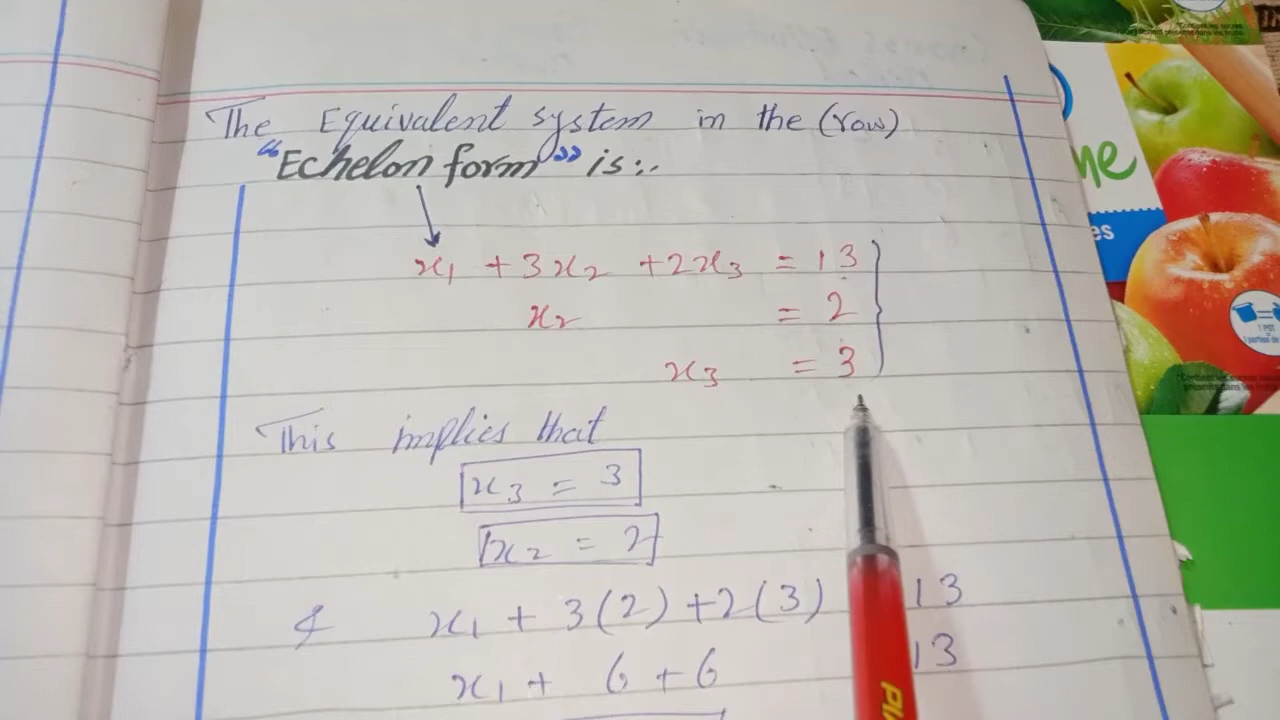 The Equivalent system in the (row)
"Echelon form" is:.
x₁ + 3x₂ + 2x₃ = 13
x₂ = 2
x₃ = 3
This implies that
x₃ = 3
x₂ = 2
& x₁ + 3(2) + 2(3) 13
x₁ + 6 + 6 13